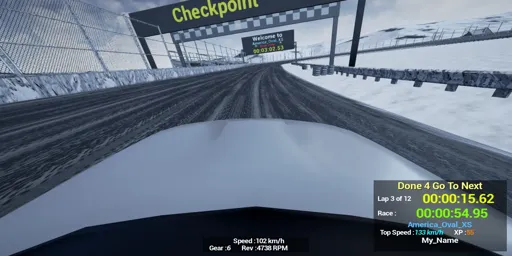 Checkpoint
Welcome to
America_Oval_XS
00:02:02.53
Done 4 Go To Next
Lap 3 of 12 00:00:15.62
Race : 00:00:54.95
America_Oval_XS
Top Speed : 133 km/h XP : 55
My_Name
Speed : 102 km/h
Gear : 6 Rev : 4738 RPM